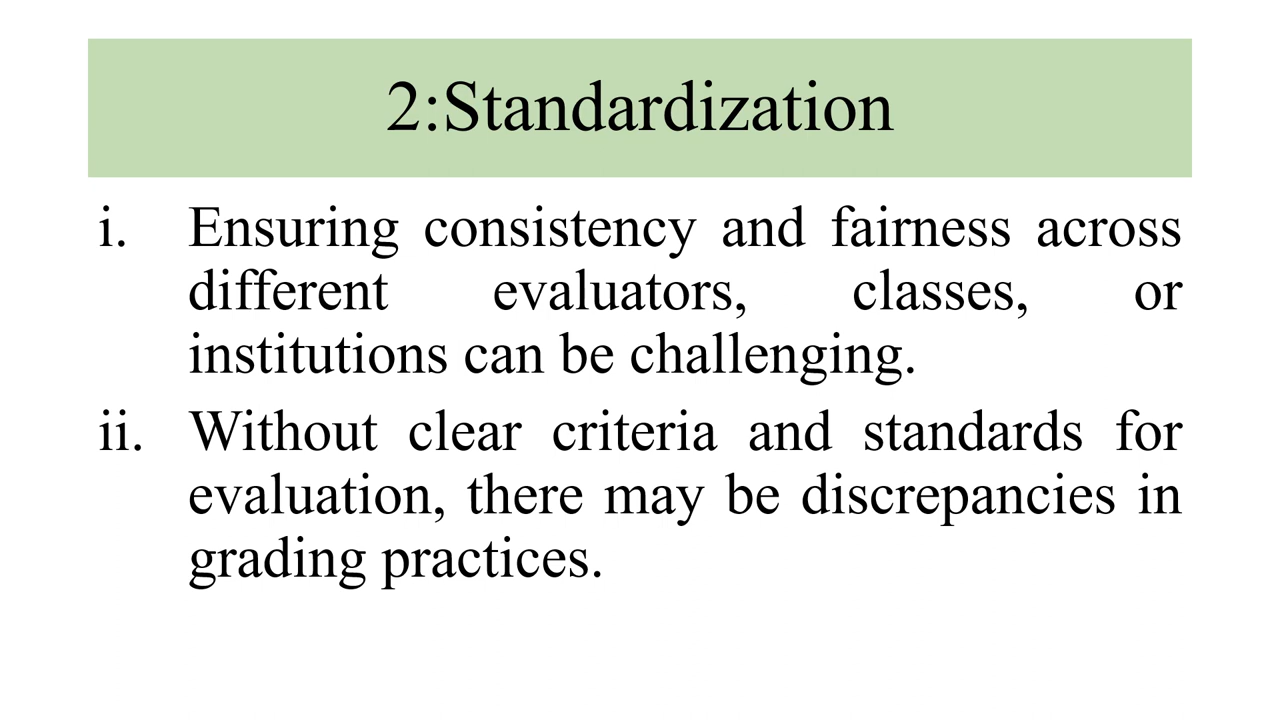 2:Standardization
i. Ensuring consistency and fairness across
different evaluators, classes, or
institutions can be challenging.
ii. Without clear criteria and standards for
evaluation, there may be discrepancies in
grading practices.